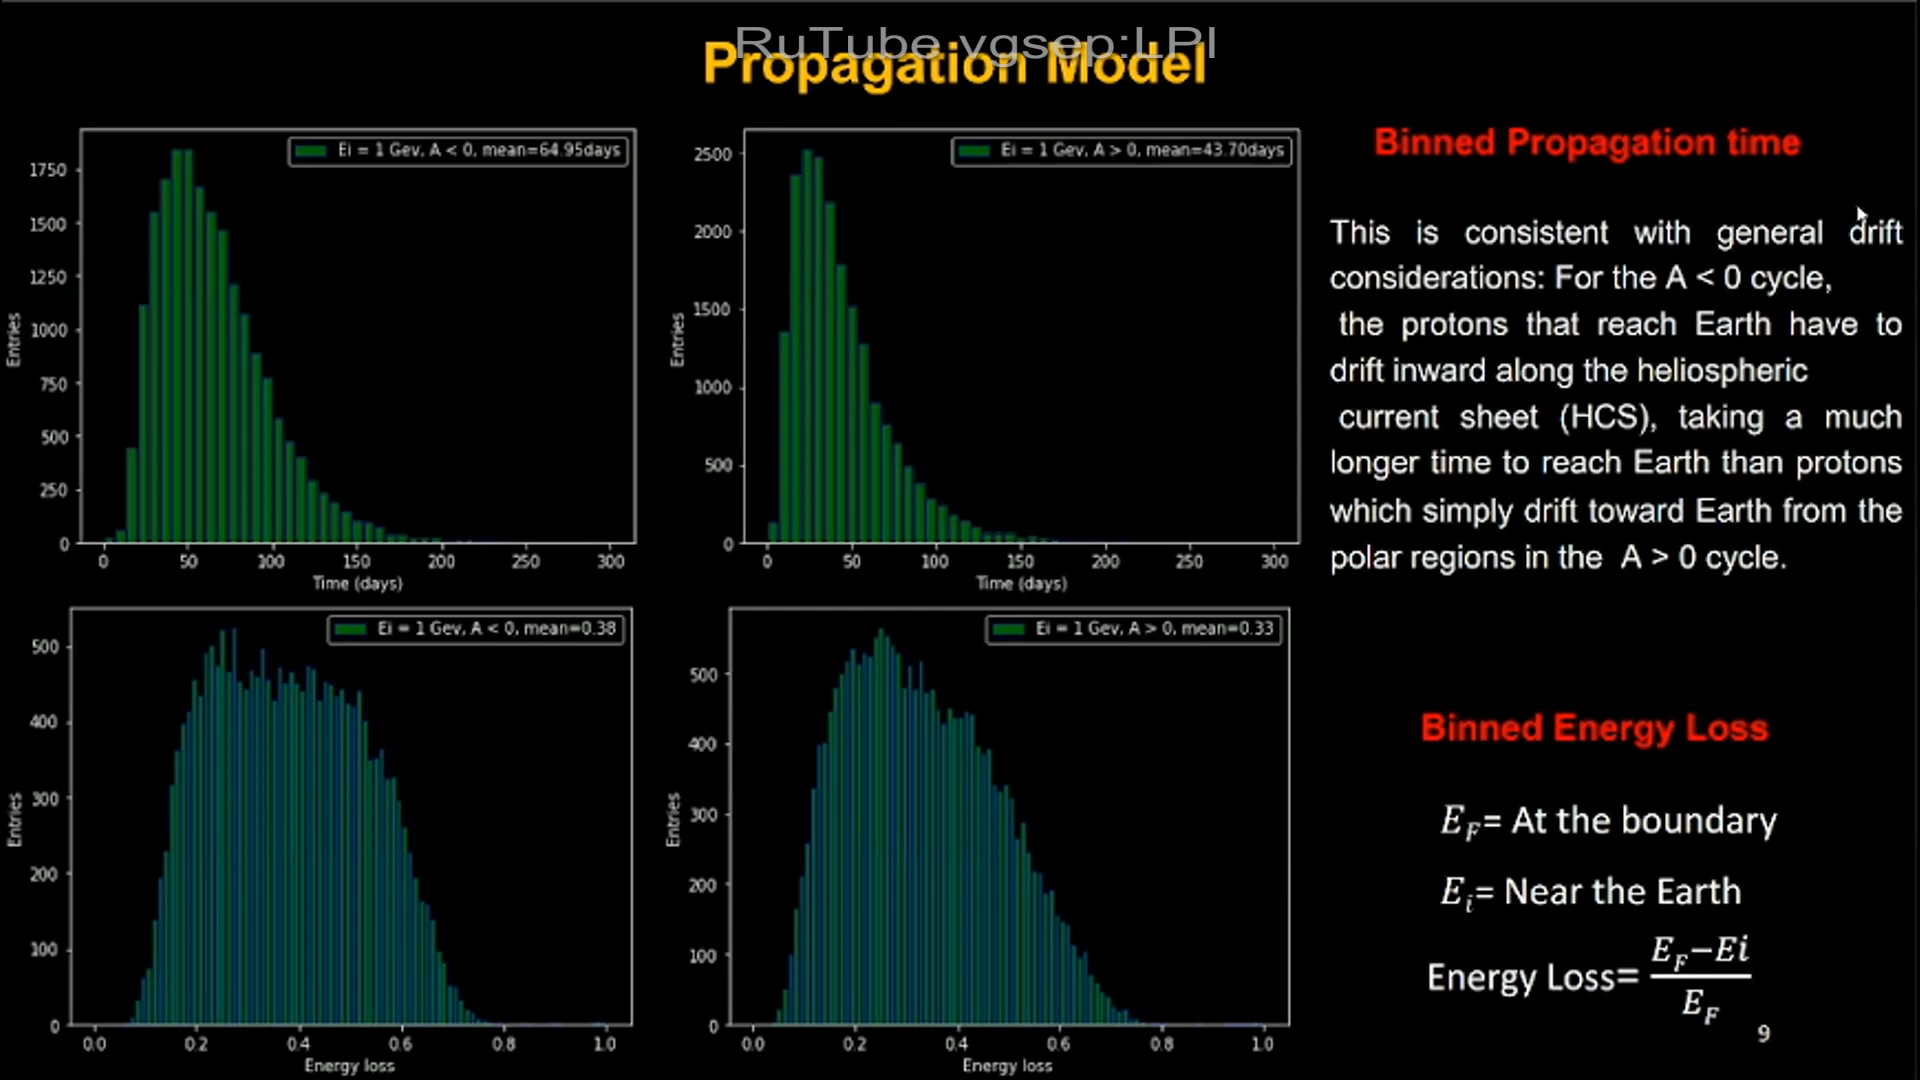 RuTube vgsep:LPI
Propagation Model
Ei = 1 Gev, A < 0, mean=64.95days
1750
1500
1250
1000
750
500
250
0
Entries
0 50 100 150 200 250 300
Time (days)
Ei = 1 Gev, A > 0, mean=43.70days
2500
2000
1500
1000
500
0
Entries
0 50 100 150 200 250 300
Time (days)
Binned Propagation time
This is consistent with general drift
considerations: For the A < 0 cycle,
the protons that reach Earth have to
drift inward along the heliospheric
current sheet (HCS), taking a much
longer time to reach Earth than protons
which simply drift toward Earth from the
polar regions in the A > 0 cycle.
Ei = 1 Gev, A < 0, mean=0.38
500
400
300
200
100
0
Entries
0.0 0.2 0.4 0.6 0.8 1.0
Energy loss
Ei = 1 Gev, A > 0, mean=0.33
500
400
300
200
100
0
Entries
0.0 0.2 0.4 0.6 0.8 1.0
Energy loss
Binned Energy Loss
E_F= At the boundary
E_i= Near the Earth
Energy Loss= (E_F−Ei)/E_F
9